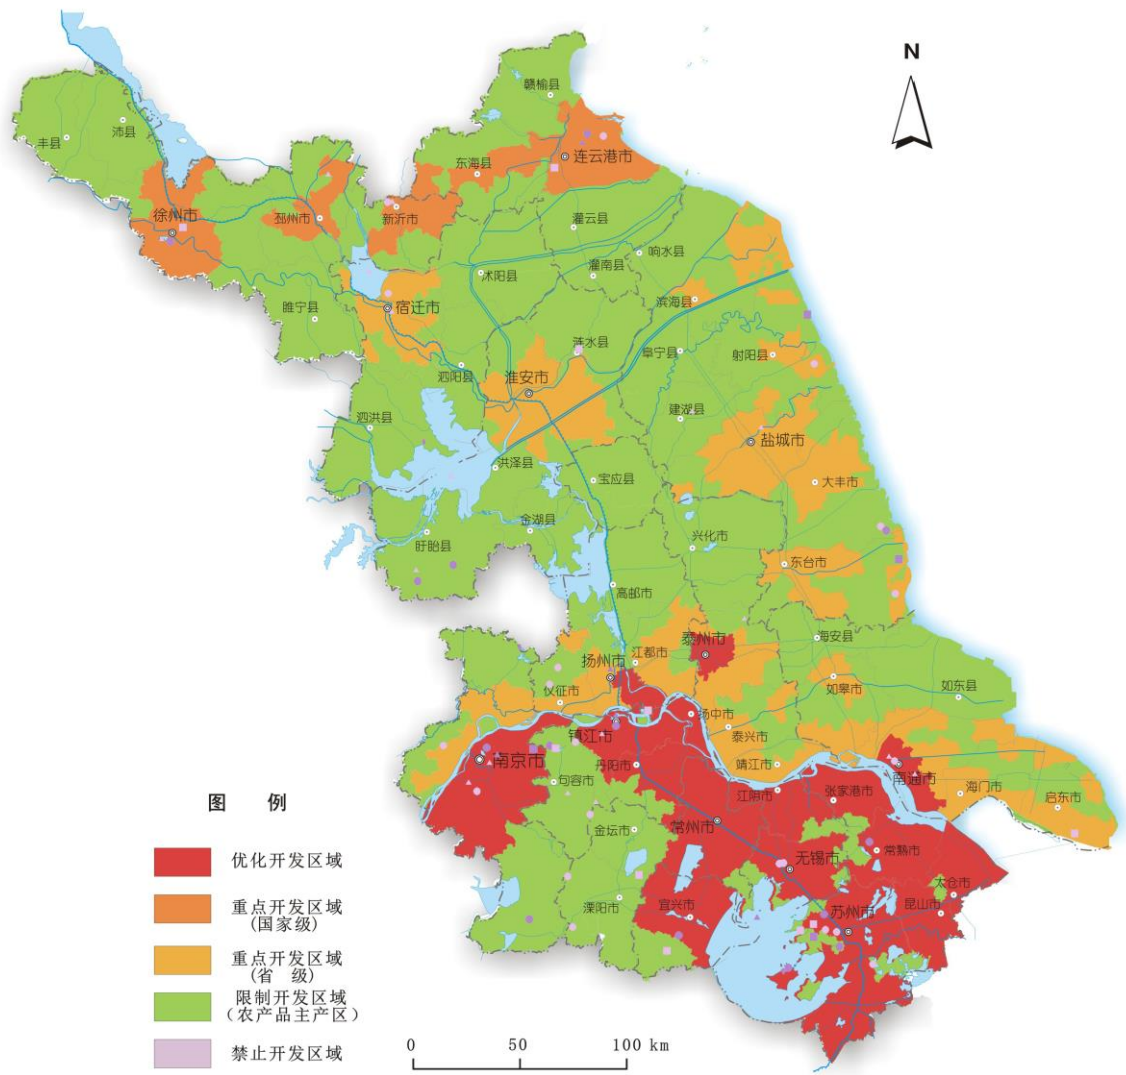 N
赣榆县
沛县
丰县
连云港市
东海县
徐州市
邳州市
新沂市
灌云县
响水县
沭阳县
灌南县
滨海县
宿迁市
睢宁县
涟水县
阜宁县
射阳县
泗阳县
淮安市
建湖县
泗洪县
盐城市
洪泽县
宝应县
大丰市
金湖县
盱眙县
兴化市
东台市
高邮市
泰州市
海安县
江都市
扬州市
如皋市
如东县
仪征市
扬中市
泰兴市
镇江市
南京市
丹阳市
靖江市
南通市
句容市
江阴市
张家港市
海门市
启东市
图 例
金坛市
常州市
优化开发区域
无锡市
常熟市
太仓市
溧阳市
宜兴市
苏州市
昆山市
重点开发区域
(国家级)
重点开发区域
(省 级)
限制开发区域
(农产品主产区)
禁止开发区域
0 50 100 km